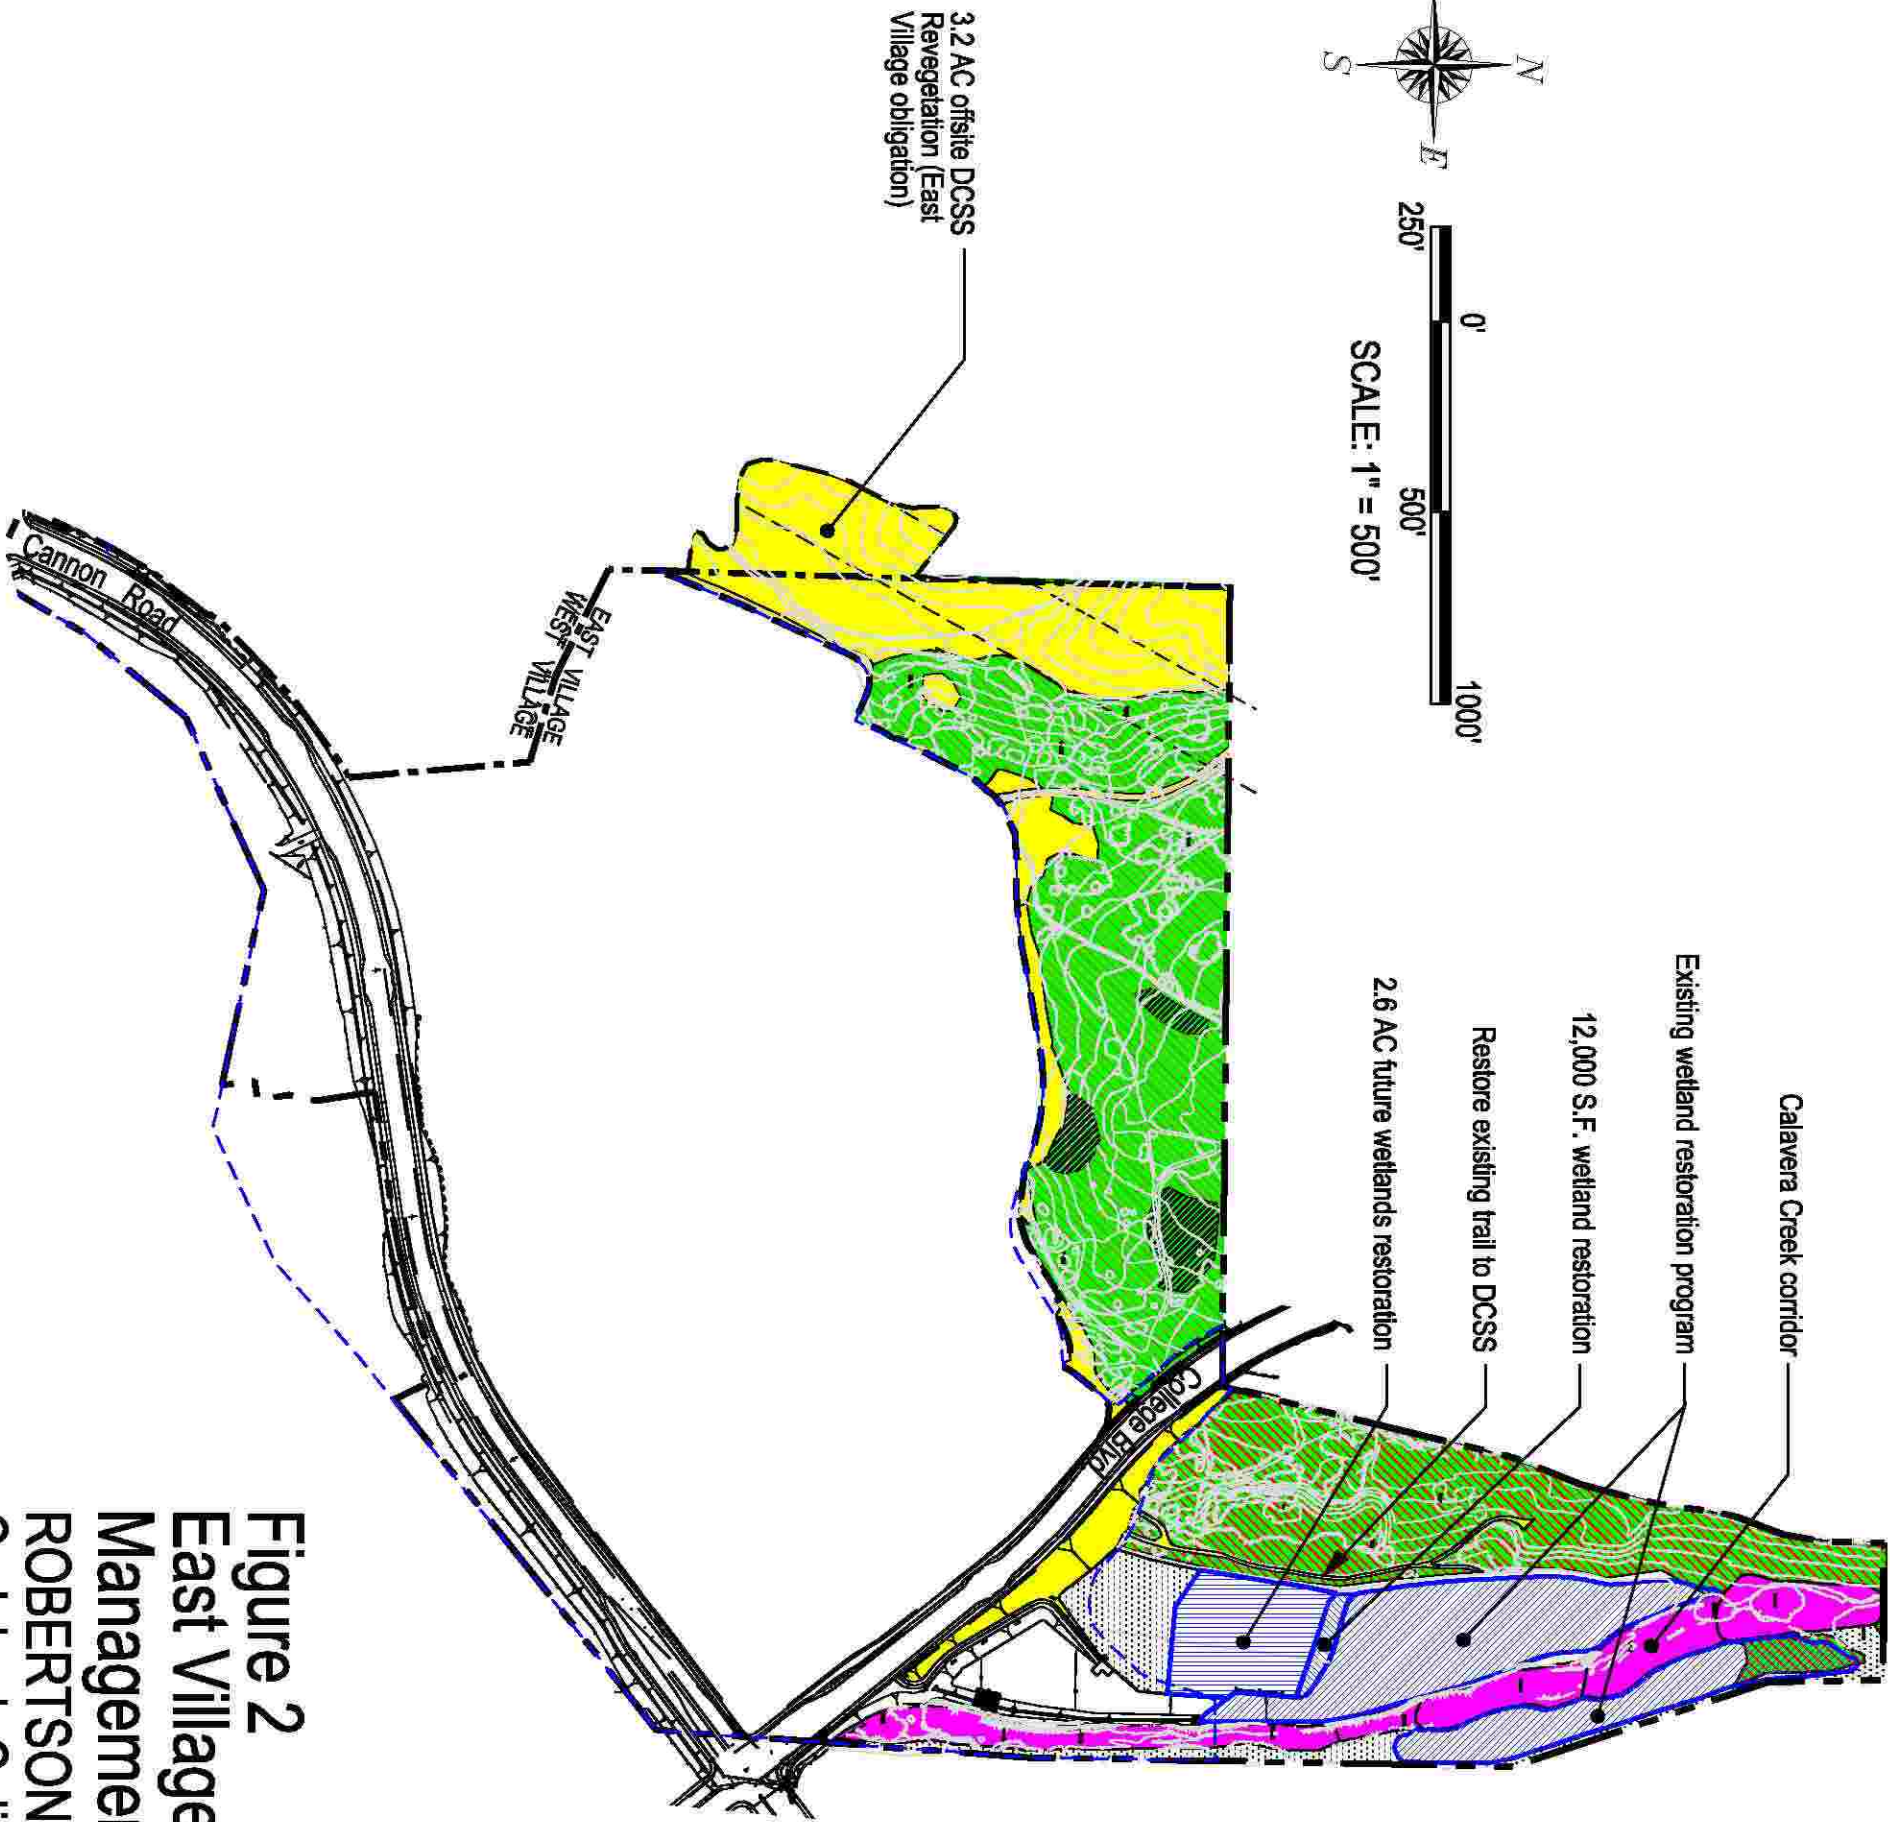 N
S
E
250'
0'
500'
1000'
SCALE: 1" = 500'
3.2 AC offsite DCSS
Revegetation (East
Village obligation)
Calavera Creek corridor
Existing wetland restoration program
12,000 S.F. wetland restoration
Restore existing trail to DCSS
2.6 AC future wetlands restoration
College Blvd
EAST VILLAGE
WEST VILLAGE
Cannon Road
Figure 2
East Village
ROBERTSON